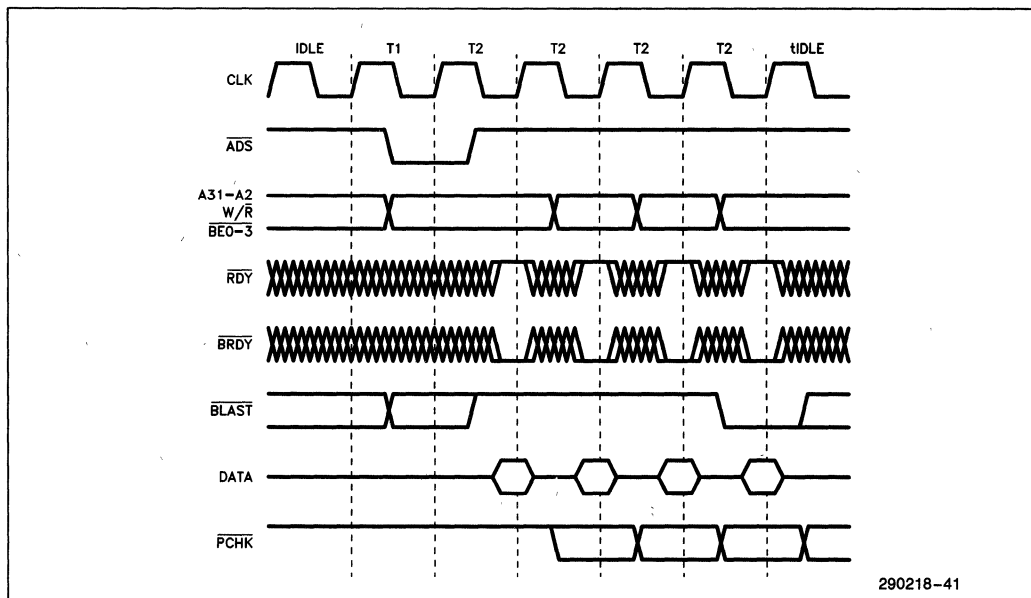 IDLE T1 T2 T2 T2 T2 tIDLE
CLK
ADS
A31–A2
W/R
BE0–3
RDY
BRDY
BLAST
DATA
PCHK
290218–41